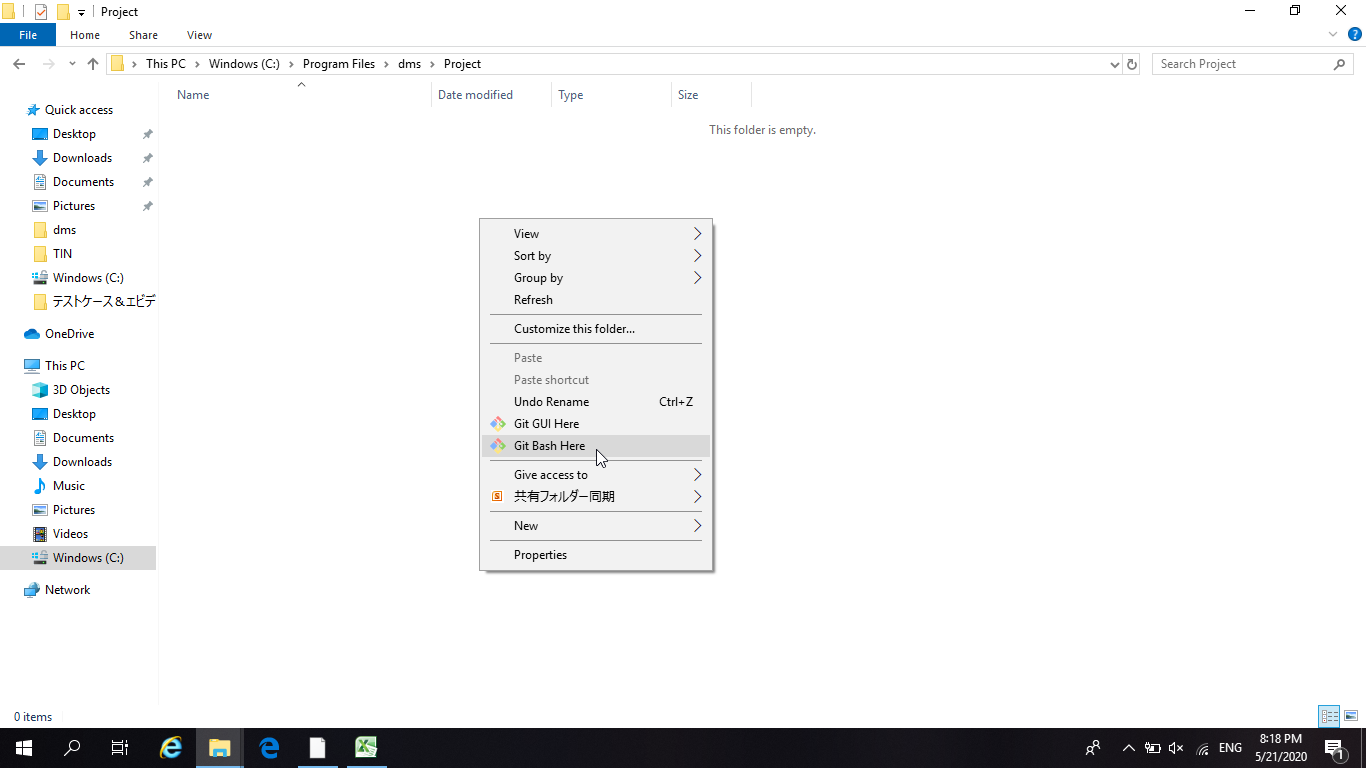 Project
File Home Share View
This PC Windows (C:) Program Files dms Project
Search Project
Name Date modified Type Size
This folder is empty.
Quick access
Desktop
Downloads
Documents
Pictures
dms
TIN
Windows (C:)
テストケース&エビデ
OneDrive
This PC
3D Objects
Desktop
Documents
Downloads
Music
Pictures
Videos
Windows (C:)
Network
View
Sort by
Group by
Refresh
Customize this folder...
Paste
Paste shortcut
Undo Rename Ctrl+Z
Git GUI Here
Git Bash Here
Give access to
共有フォルダー同期
New
Properties
0 items
ENG
8:18 PM
5/21/2020
1